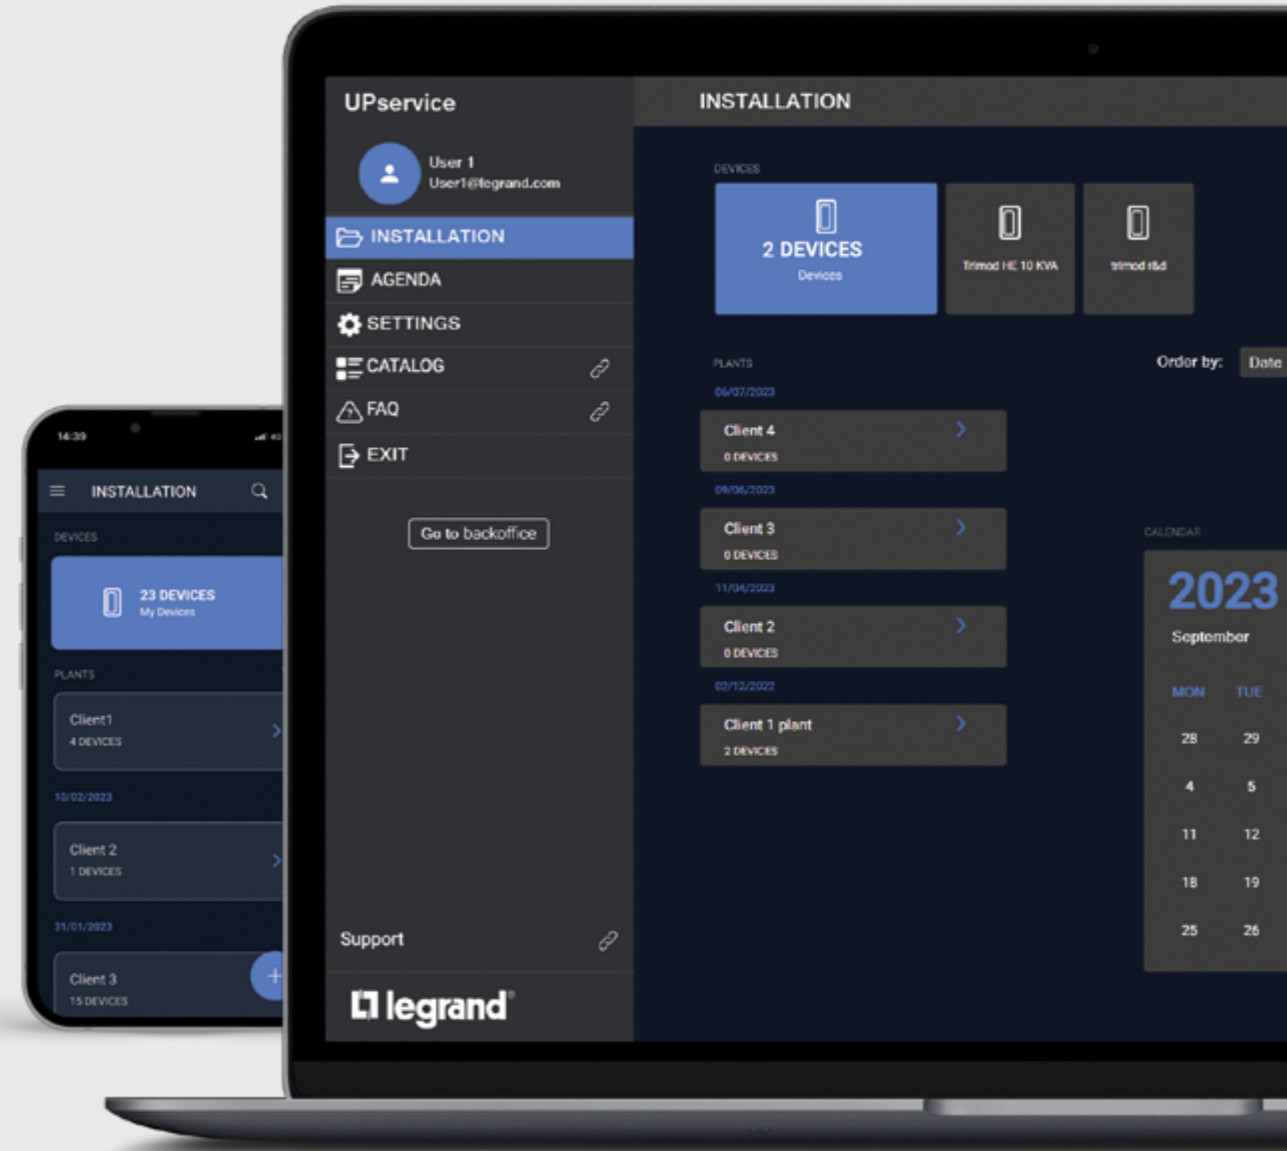 UPservice
User 1
User1@legrand.com
INSTALLATION
AGENDA
SETTINGS
CATALOG
FAQ
EXIT
Go to backoffice
Support
legrand®
INSTALLATION
DEVICES
2 DEVICES
Devices
Trimod HE 10 KVA
trimod r&d
PLANTS
Order by:
Date
06/07/2023
Client 4
0 DEVICES
09/06/2023
Client 3
0 DEVICES
11/04/2023
Client 2
0 DEVICES
02/12/2022
Client 1 plant
2 DEVICES
CALENDAR
2023
September
MON TUE
28 29
4 5
11 12
18 19
25 26
14:39
INSTALLATION
DEVICES
23 DEVICES
My Devices
PLANTS
Client1
4 DEVICES
10/02/2023
Client 2
1 DEVICES
31/01/2023
Client 3
15 DEVICES